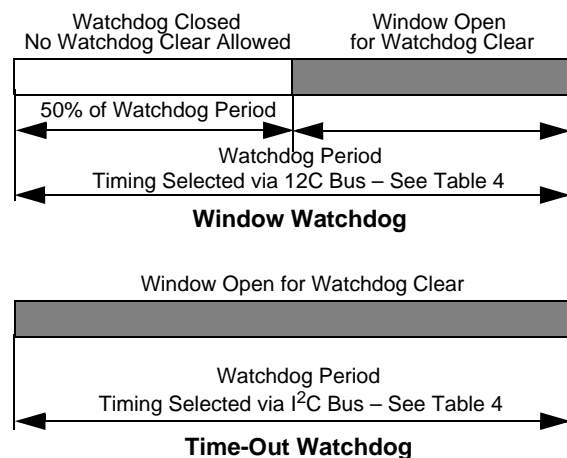 Watchdog Closed
No Watchdog Clear Allowed
Window Open
for Watchdog Clear
50% of Watchdog Period
Watchdog Period
Timing Selected via 12C Bus – See Table 4
Window Watchdog
Window Open for Watchdog Clear
Watchdog Period
Timing Selected via I²C Bus – See Table 4
Time-Out Watchdog